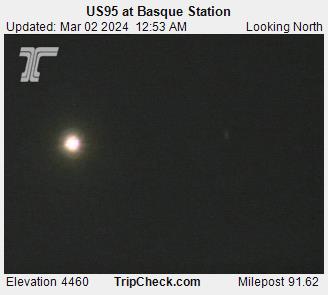 US95 at Basque Station
Updated: Mar 02 2024 12:53 AM Looking North
Elevation 4460 TripCheck.com Milepost 91.62